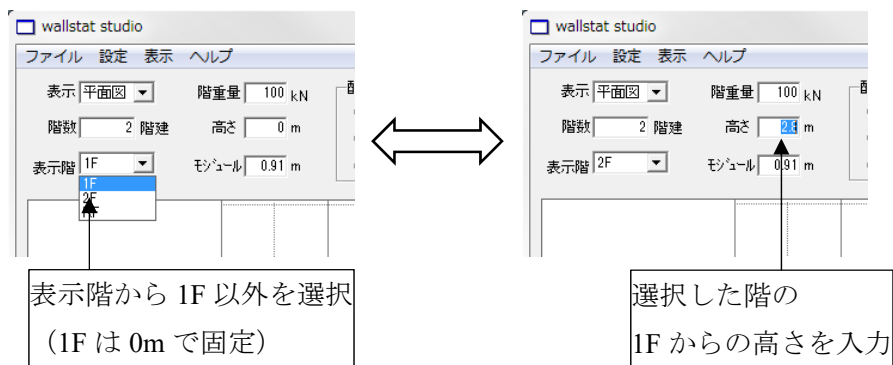 wallstat studio
ファイル 設定 表示 ヘルプ
表示 平面図 階重量 100 kN
階数 2 階建 高さ 0 m
表示階 1F モジュール 0.91 m
1F
2F
表示階から 1F 以外を選択
（1F は 0m で固定）
wallstat studio
ファイル 設定 表示 ヘルプ
表示 平面図 階重量 100 kN
階数 2 階建 高さ 2.8 m
表示階 2F モジュール 0.91 m
選択した階の
1F からの高さを入力